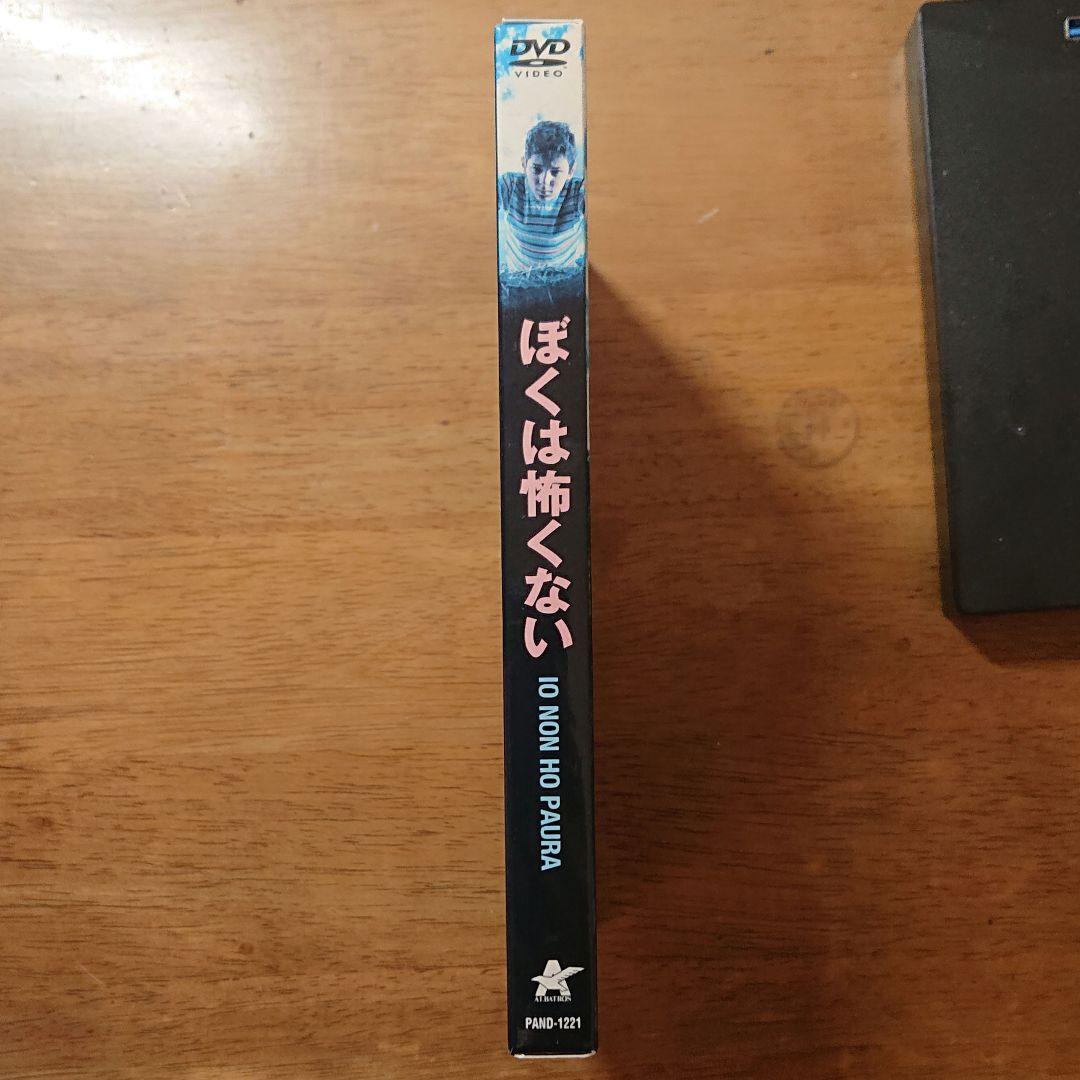 DVD
VIDEO
ぼくは怖くない
IO NON HO PAURA
ALBATROS
PAND-1221